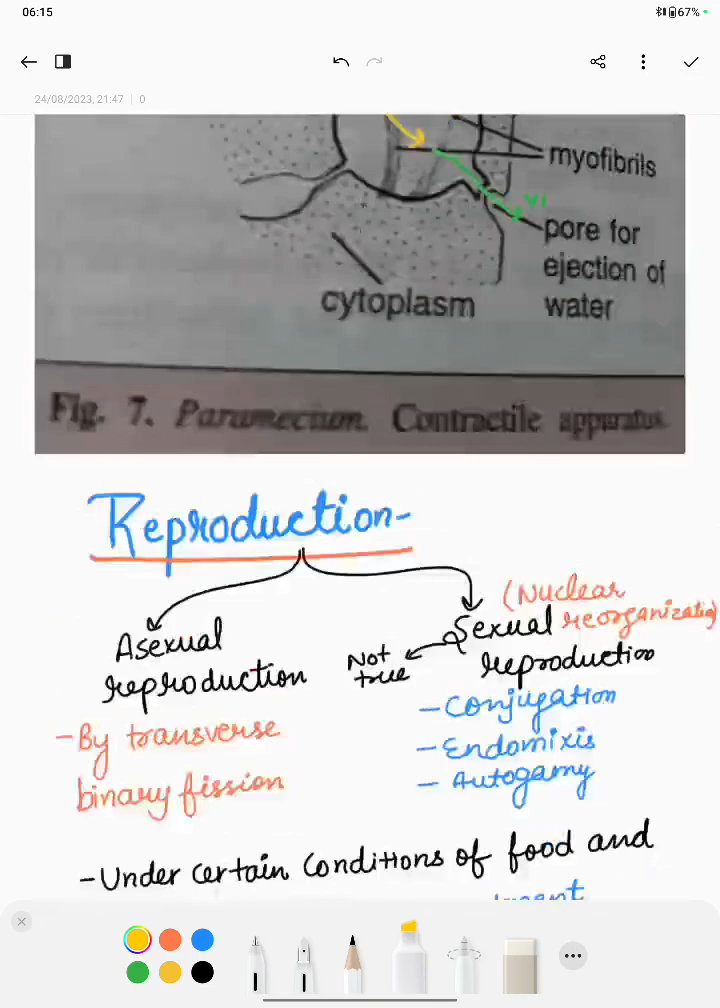 06:15
67%
24/08/2023, 21:47 | 0
myofibrils
VI
pore for
ejection of
water
cytoplasm
Fig. 7. Paramecium. Contractile apparatus.
Reproduction-
(Nuclear
reorganization)
Asexual
reproduction
Sexual
reproduction
Not
true
- By transverse
binary fission
- Conjugation
- Endomixis
- Autogamy
- Under certain conditions of food and